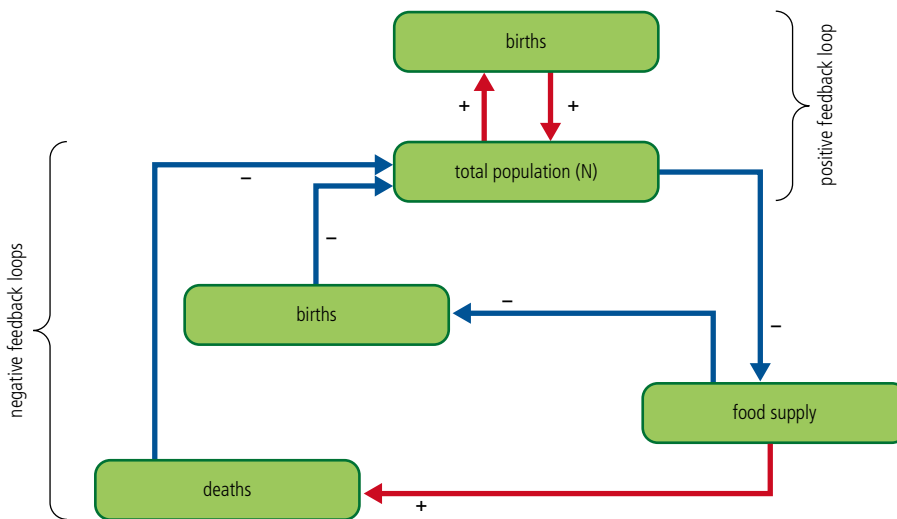 births
positive feedback loop
+
+
total population (N)
–
–
negative feedback loops
births
–
–
food supply
deaths
+